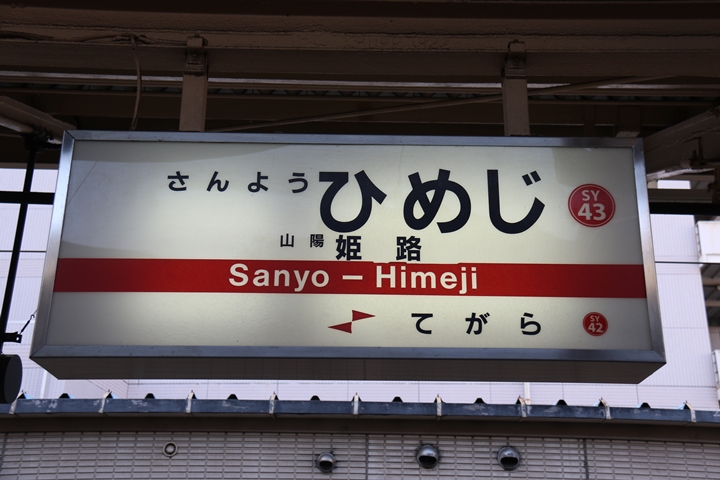 さんようひめじ SY 43
山陽 姫路
Sanyo – Himeji
てがら SY 42